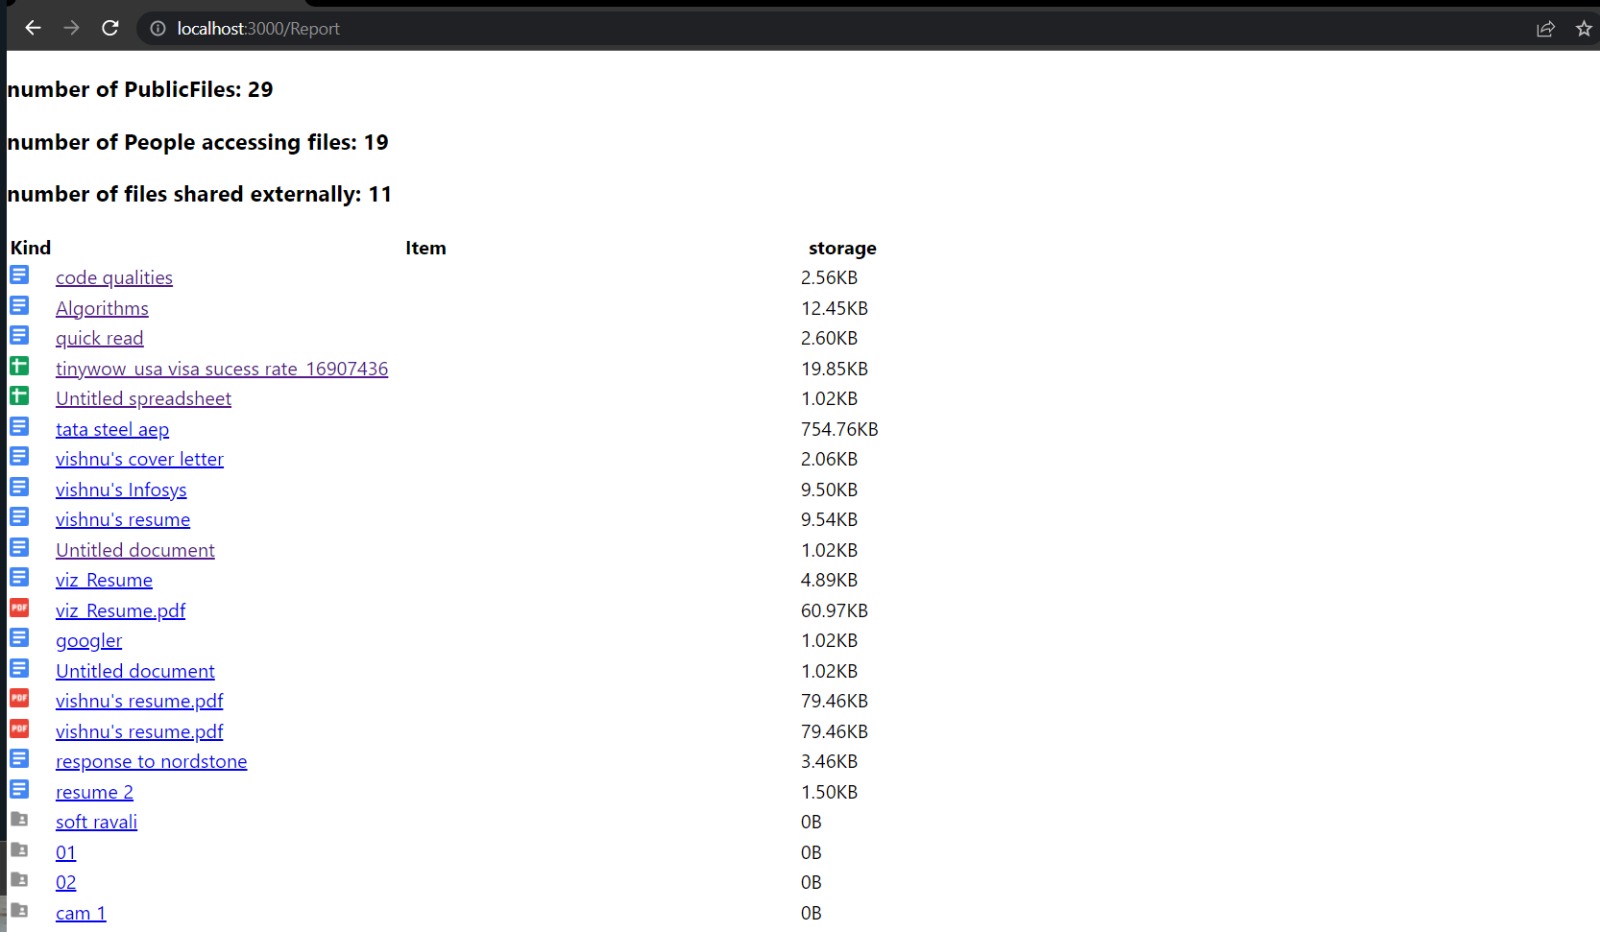 localhost:3000/Report
number of PublicFiles: 29
number of People accessing files: 19
number of files shared externally: 11
Kind Item storage
code qualities 2.56KB
Algorithms 12.45KB
quick read 2.60KB
tinywow_usa visa sucess rate_16907436 19.85KB
Untitled spreadsheet 1.02KB
tata steel aep 754.76KB
vishnu's cover letter 2.06KB
vishnu's Infosys 9.50KB
vishnu's resume 9.54KB
Untitled document 1.02KB
viz_Resume 4.89KB
PDF viz_Resume.pdf 60.97KB
googler 1.02KB
Untitled document 1.02KB
PDF vishnu's resume.pdf 79.46KB
PDF vishnu's resume.pdf 79.46KB
response to nordstone 3.46KB
resume 2 1.50KB
soft ravali 0B
01 0B
02 0B
cam 1 0B